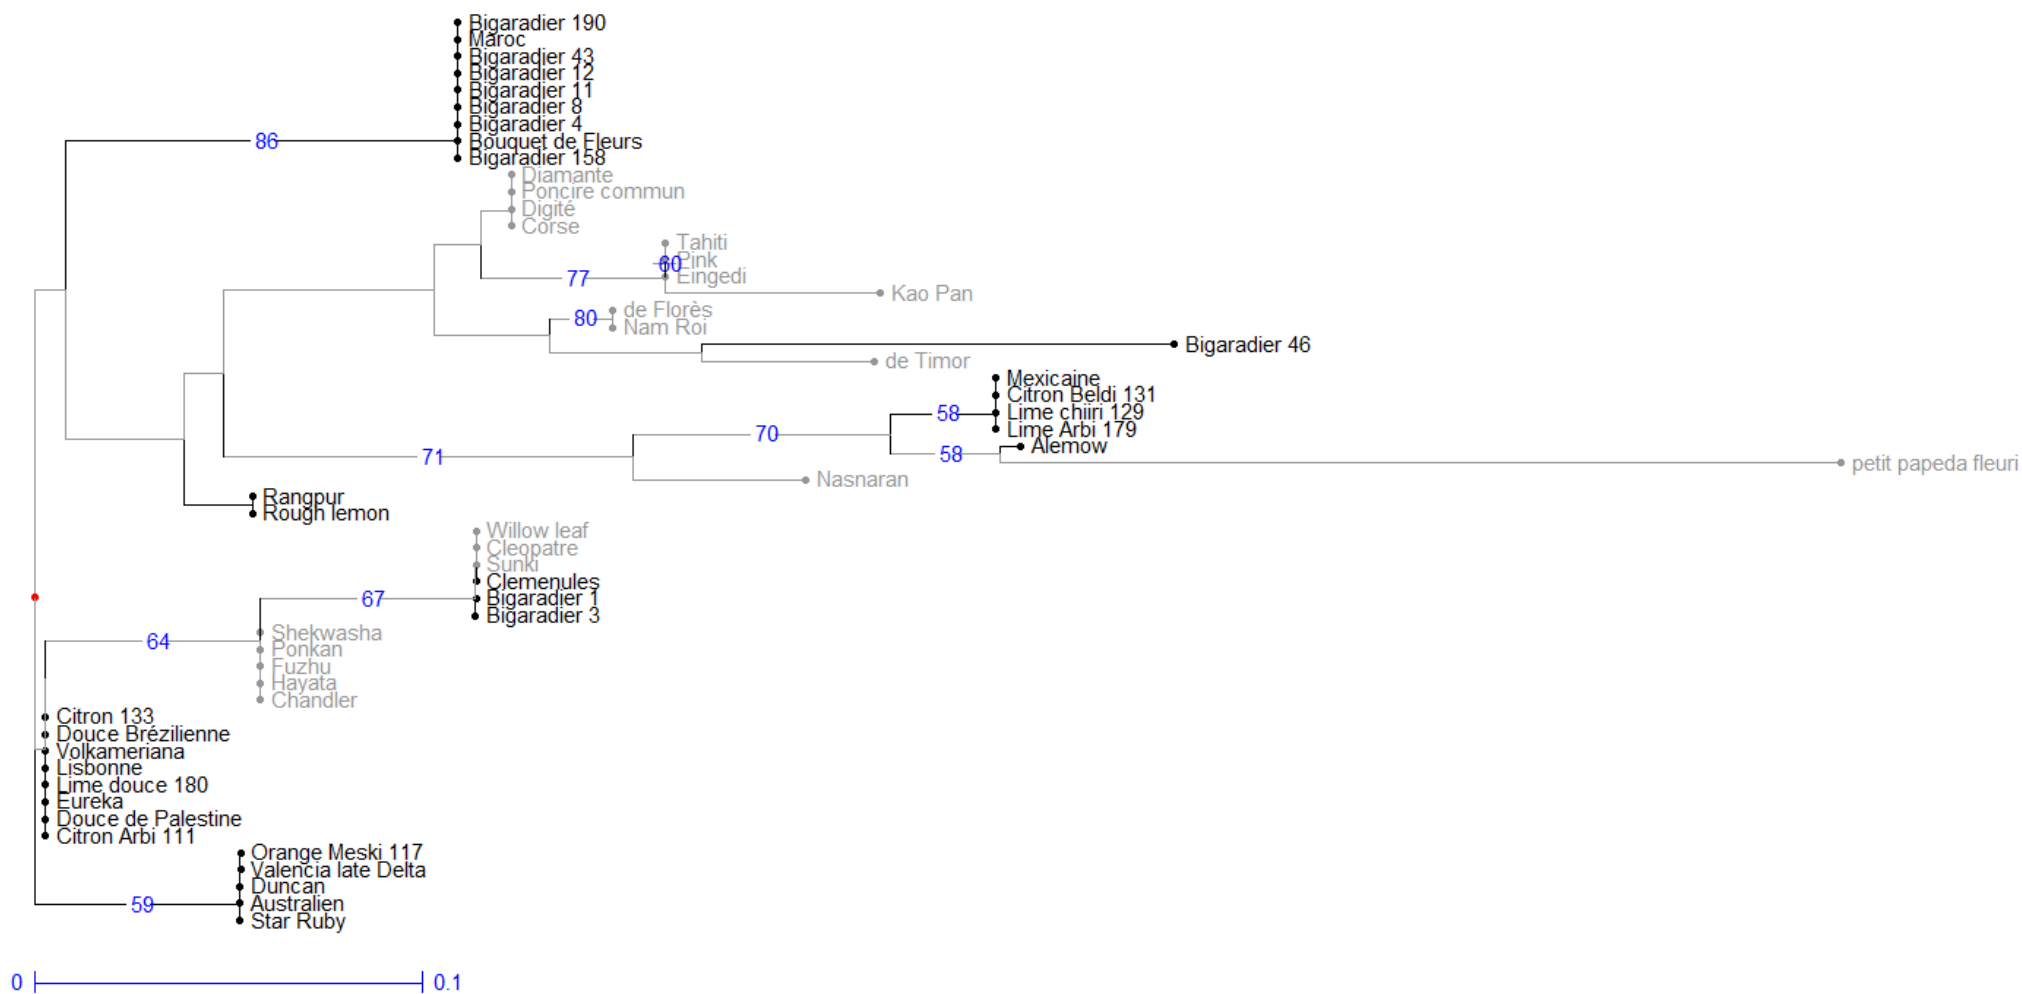 Bigaradier 190
Maroc
Bigaradier 43
Bigaradier 12
Bigaradier 11
Bigaradier 8
Bigaradier 4
86
Bouquet de Fleurs
Bigaradier 158
Diamante
Poncire commun
Digité
Corse
Tahiti
60
Pink
77
Eingedi
Kao Pan
de Florès
80
Nam Roi
Bigaradier 46
de Timor
Mexicaine
Citron Beldi 131
58
Lime chiiri 129
Lime Arbi 179
70
Alemow
71
58
petit papeda fleuri
Nasnaran
Rangpur
Rough lemon
Willow leaf
Cleopatre
Sunki
Clemenules
67
Bigaradier 1
Bigaradier 3
Shekwasha
64
Ponkan
Fuzhu
Hayata
Chandler
Citron 133
Douce Brézilienne
Volkameriana
Lisbonne
Lime douce 180
Eureka
Douce de Palestine
Citron Arbi 111
Orange Meski 117
Valencia late Delta
Duncan
59
Australien
Star Ruby
0
0.1